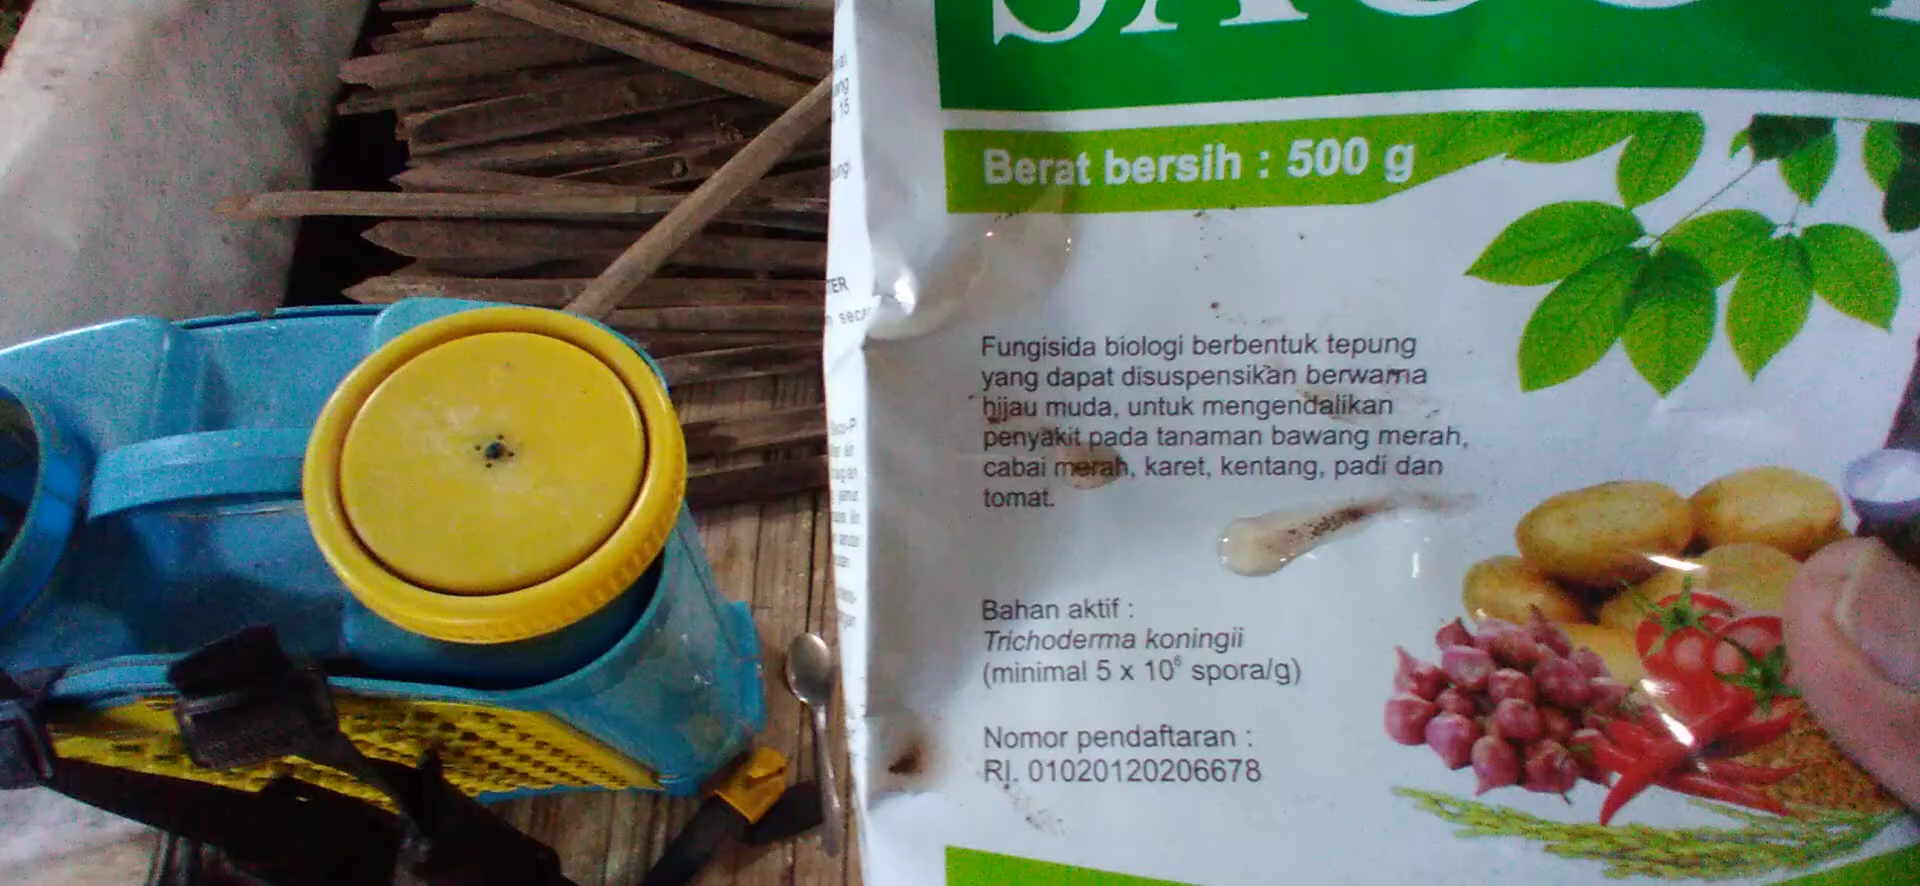 Berat bersih : 500 g
Fungisida biologi berbentuk tepung
yang dapat disuspensikan berwarna
hijau muda, untuk mengendalikan
penyakit pada tanaman bawang merah,
cabai merah, karet, kentang, padi dan
tomat.
Bahan aktif :
Trichoderma koningii
(minimal 5 x 10⁶ spora/g)
Nomor pendaftaran :
RI. 01020120206678